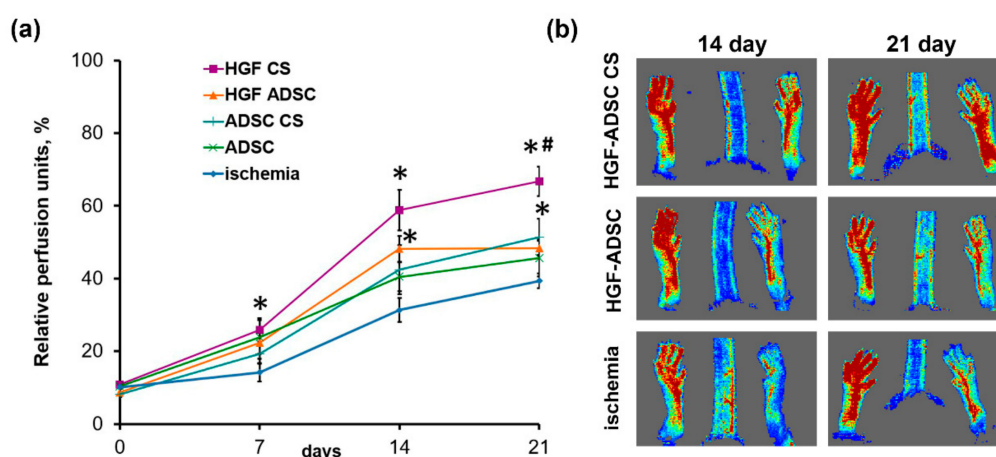 (a)
Relative perfusion units, %
100
80
60
40
20
0
HGF CS
HGF ADSC
ADSC CS
ADSC
ischemia
*
*
*
*#
*
0
7
14
21
days
(b)
14 day
21 day
HGF-ADSC CS
HGF-ADSC
ischemia